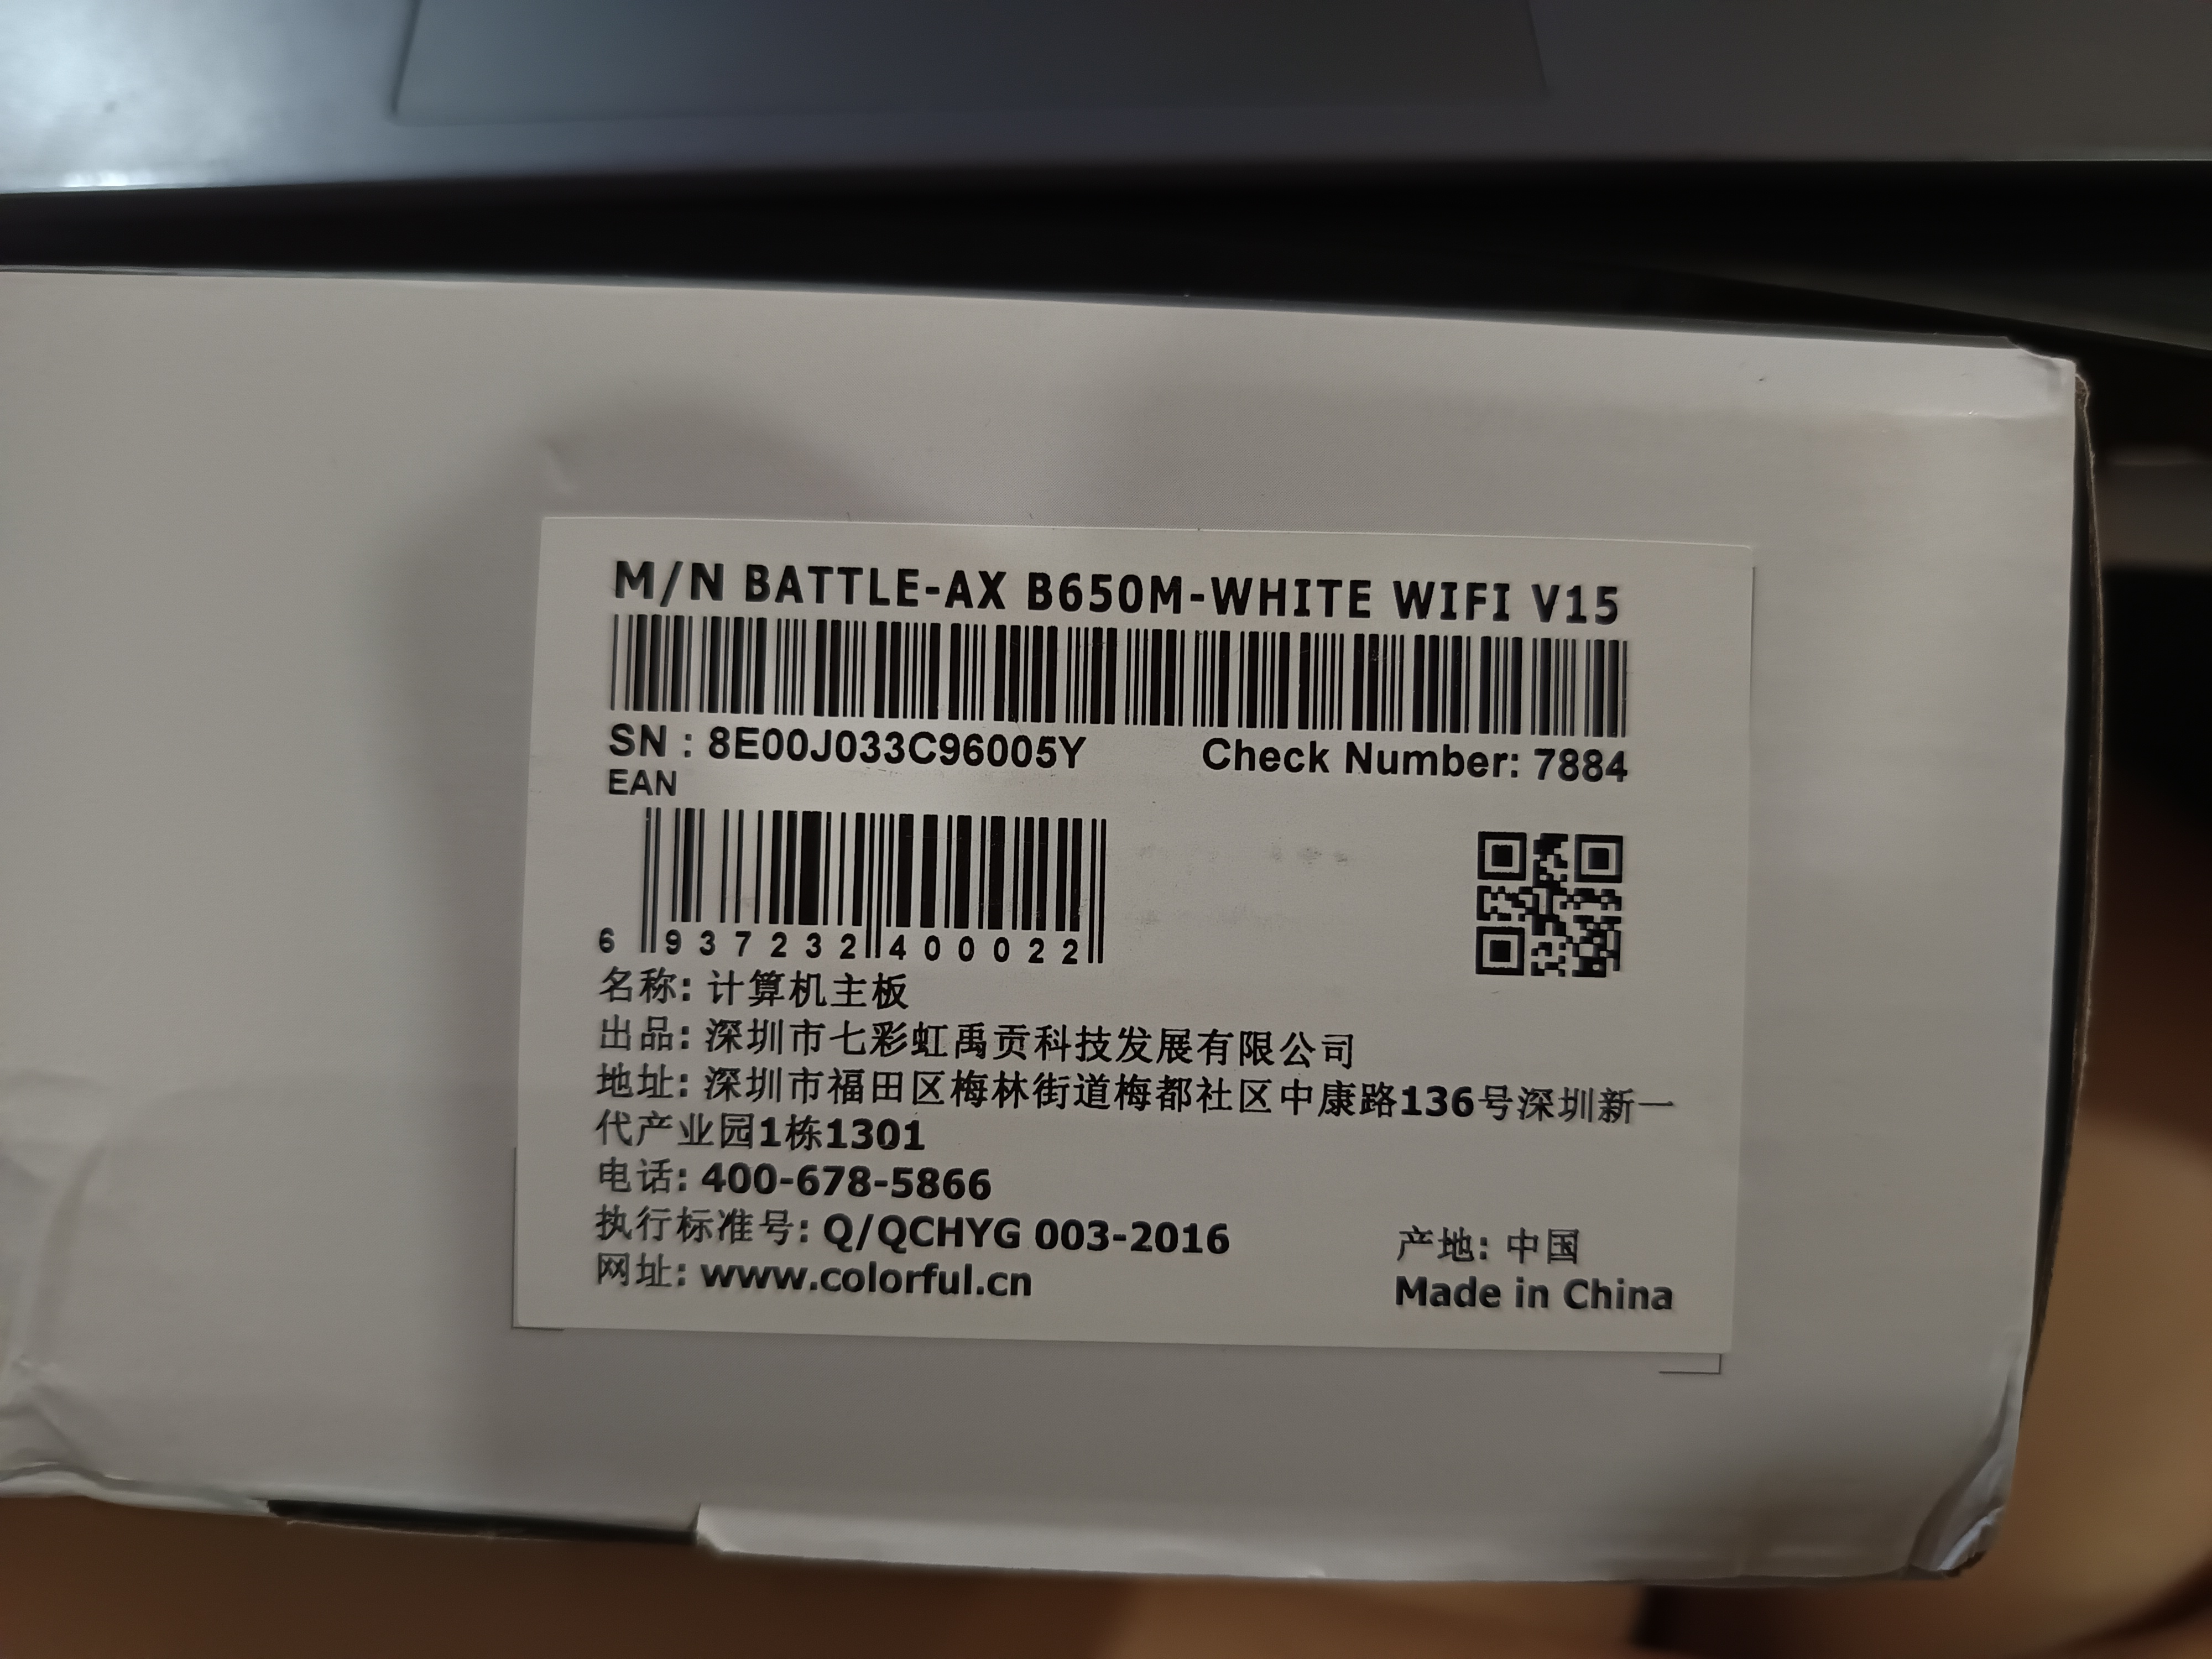 M/N BATTLE-AX B650M-WHITE WIFI V15
SN : 8E00J033C96005Y Check Number: 7884
EAN
6 937232 400022
名称: 计算机主板
出品: 深圳市七彩虹禹贡科技发展有限公司
地址: 深圳市福田区梅林街道梅都社区中康路136号深圳新一
代产业园1栋1301
电话: 400-678-5866
执行标准号: Q/QCHYG 003-2016
网址: www.colorful.cn
产地: 中国
Made in China